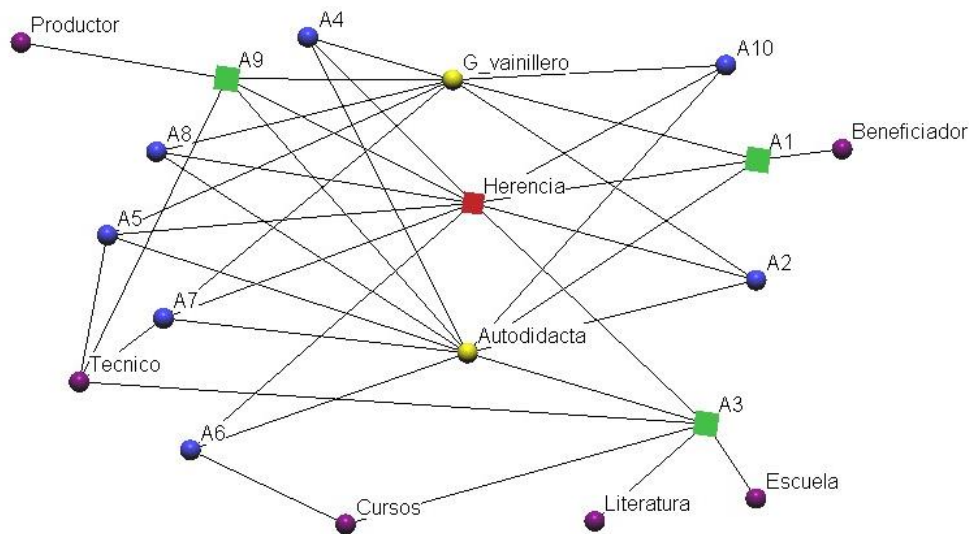 Productor
A4
A9
G_vainillero
A10
A8
A1
Beneficiador
Herencia
A5
A2
A7
Autodidacta
Tecnico
A3
A6
Escuela
Cursos
Literatura